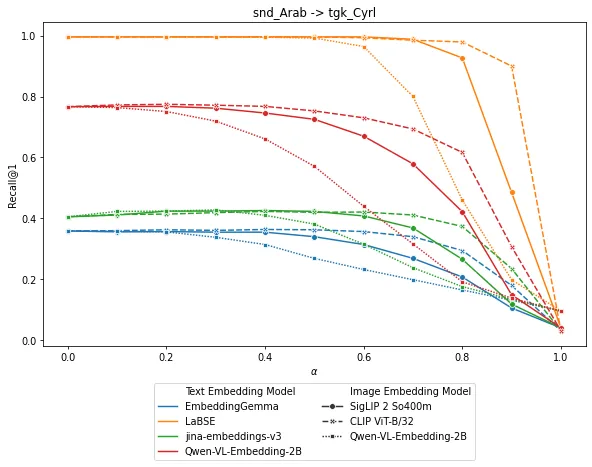 snd_Arab -> tgk_Cyrl
Recall@1
1.0
0.8
0.6
0.4
0.2
0.0
0.0 0.2 0.4 0.6 0.8 1.0
α
Text Embedding Model
EmbeddingGemma
LaBSE
jina-embeddings-v3
Qwen-VL-Embedding-2B
Image Embedding Model
SigLIP 2 So400m
CLIP ViT-B/32
Qwen-VL-Embedding-2B